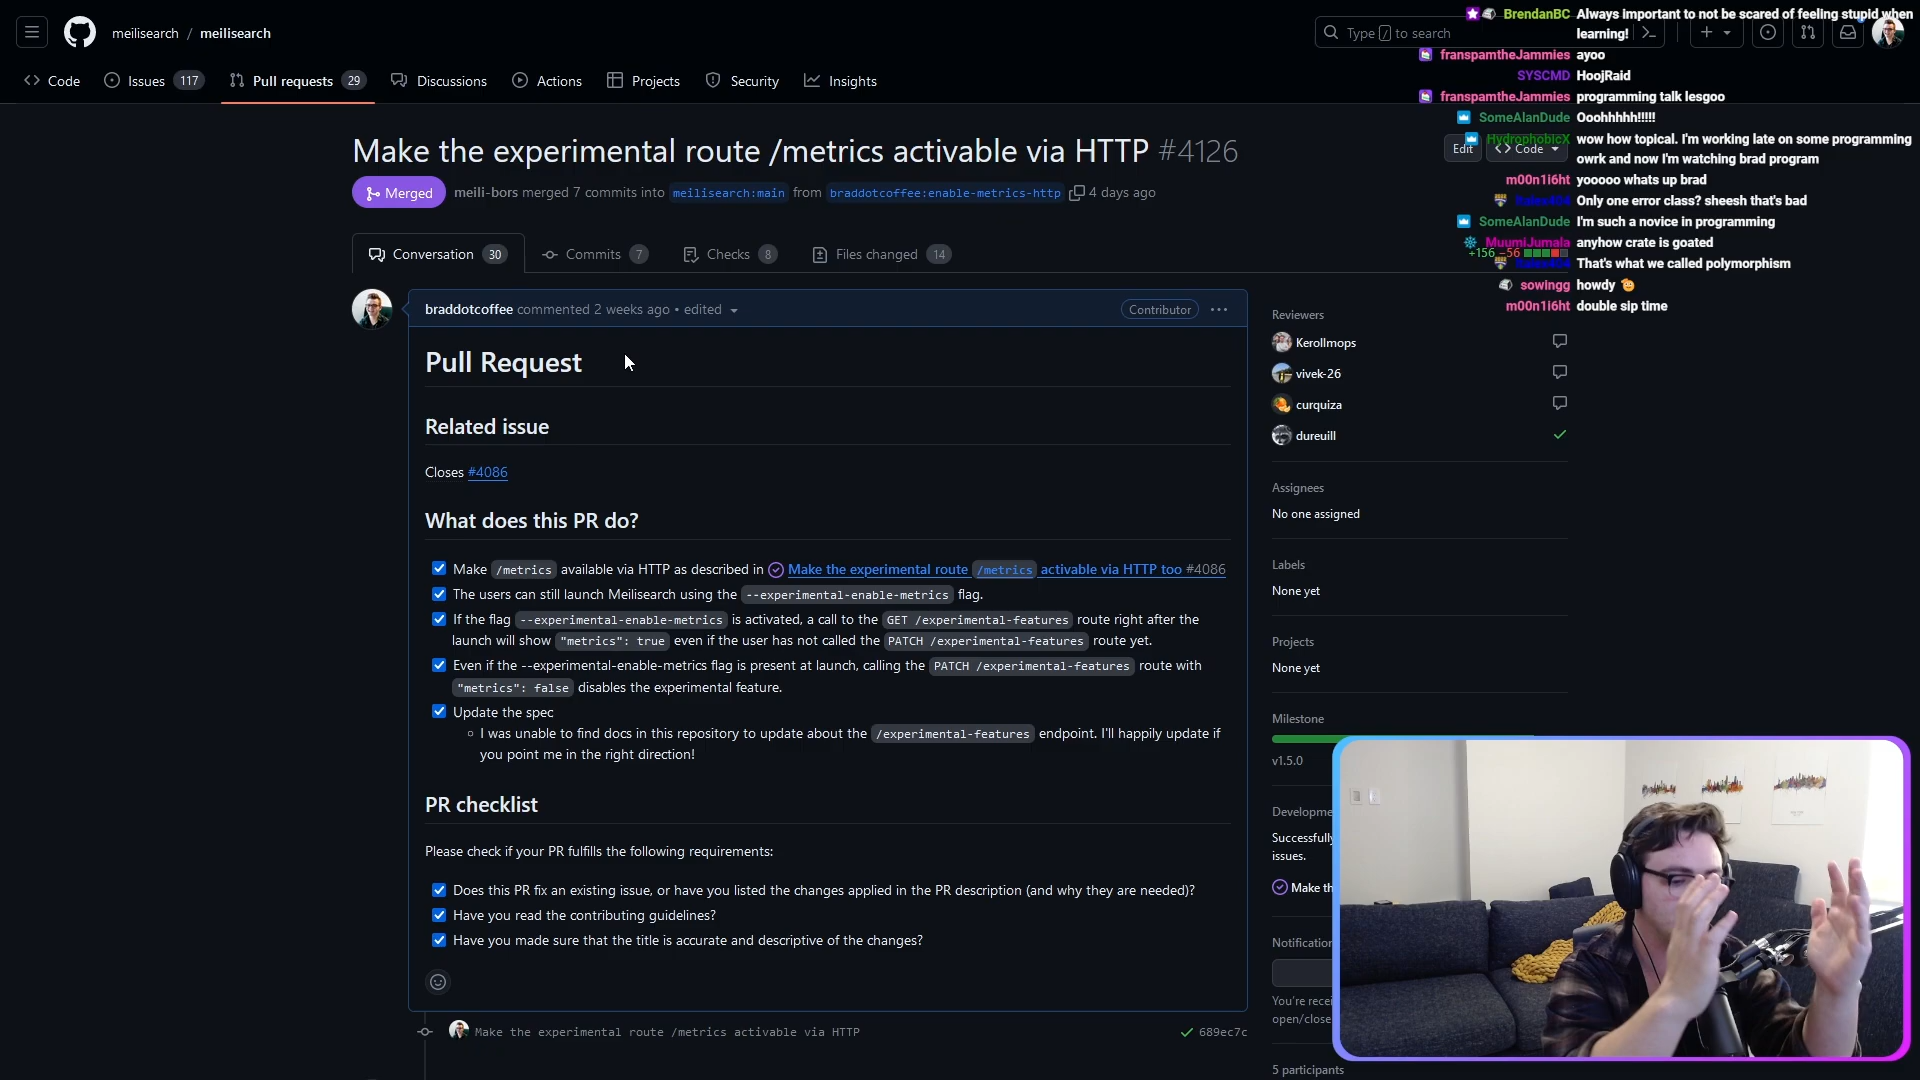 meilisearch / meilisearch
Type / to search
Code
Issues 117
Pull requests 29
Discussions
Actions
Projects
Security
Insights
Make the experimental route /metrics activable via HTTP #4126
Edit
Code
Merged
meili-bors merged 7 commits into meilisearch:main from braddotcoffee:enable-metrics-http 4 days ago
Conversation 30
Commits 7
Checks 8
Files changed 14
+156 −56
braddotcoffee commented 2 weeks ago • edited
Contributor
Pull Request
Related issue
Closes #4086
What does this PR do?
Make /metrics available via HTTP as described in Make the experimental route /metrics activable via HTTP too #4086
The users can still launch Meilisearch using the --experimental-enable-metrics flag.
If the flag --experimental-enable-metrics is activated, a call to the GET /experimental-features route right after the
launch will show "metrics": true even if the user has not called the PATCH /experimental-features route yet.
Even if the --experimental-enable-metrics flag is present at launch, calling the PATCH /experimental-features route with
"metrics": false disables the experimental feature.
Update the spec
I was unable to find docs in this repository to update about the /experimental-features endpoint. I'll happily update if
you point me in the right direction!
PR checklist
Please check if your PR fulfills the following requirements:
Does this PR fix an existing issue, or have you listed the changes applied in the PR description (and why they are needed)?
Have you read the contributing guidelines?
Have you made sure that the title is accurate and descriptive of the changes?
Make the experimental route /metrics activable via HTTP
689ec7c
Reviewers
Kerollmops
vivek-26
curquiza
dureuill
Assignees
No one assigned
Labels
None yet
Projects
None yet
Milestone
v1.5.0
Developme
Successfully
issues.
Make th
Notification
You're rece
open/close
5 participants
BrendanBC Always important to not be scared of feeling stupid when
learning!
franspamtheJammies ayoo
SYSCMD HoojRaid
franspamtheJammies programming talk lesgoo
SomeAlanDude Ooohhhhh!!!!!
HydrophobicX wow how topical. I'm working late on some programming
owrk and now I'm watching brad program
m00n1i6ht yooooo whats up brad
Only one error class? sheesh that's bad
SomeAlanDude I'm such a novice in programming
MuumiJumala anyhow crate is goated
That's what we called polymorphism
sowingg howdy
m00n1i6ht double sip time